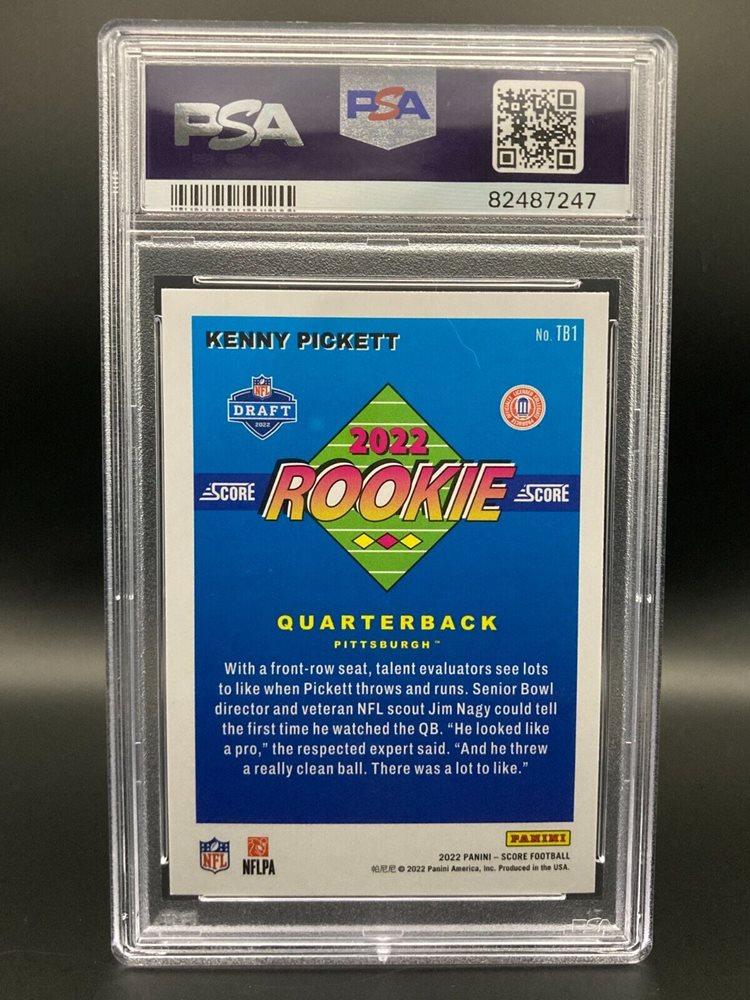 PSA
PSA
82487247
KENNY PICKETT
No. TB1
NFL
DRAFT
2022
2022
SCORE
ROOKIE
SCORE
QUARTERBACK
PITTSBURGH™
With a front-row seat, talent evaluators see lots
to like when Pickett throws and runs. Senior Bowl
director and veteran NFL scout Jim Nagy could tell
the first time he watched the QB. “He looked like
a pro,” the respected expert said. “And he threw
a really clean ball. There was a lot to like.”
PANINI
NFL
NFLPA
2022 PANINI – SCORE FOOTBALL
帕尼尼 © 2022 Panini America, Inc. Produced in the USA.
PSA